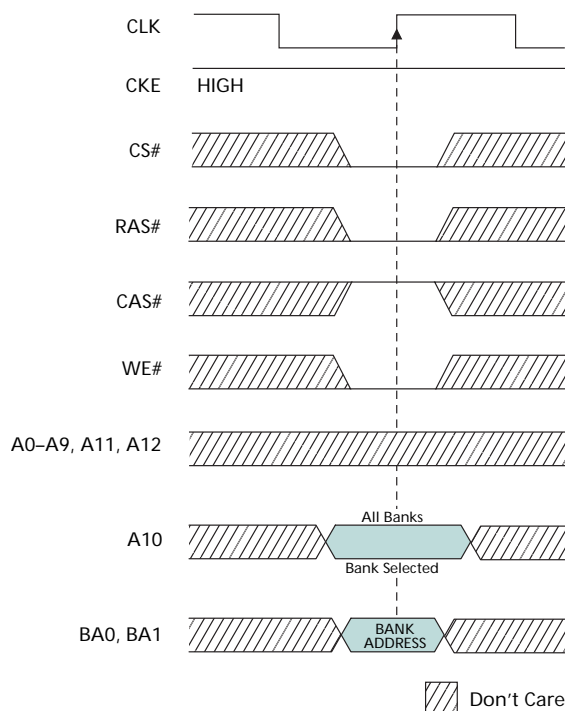 CLK
CKE HIGH
CS#
RAS#
CAS#
WE#
A0–A9, A11, A12
All Banks
A10
Bank Selected
BA0, BA1
BANK
ADDRESS
Don't Care